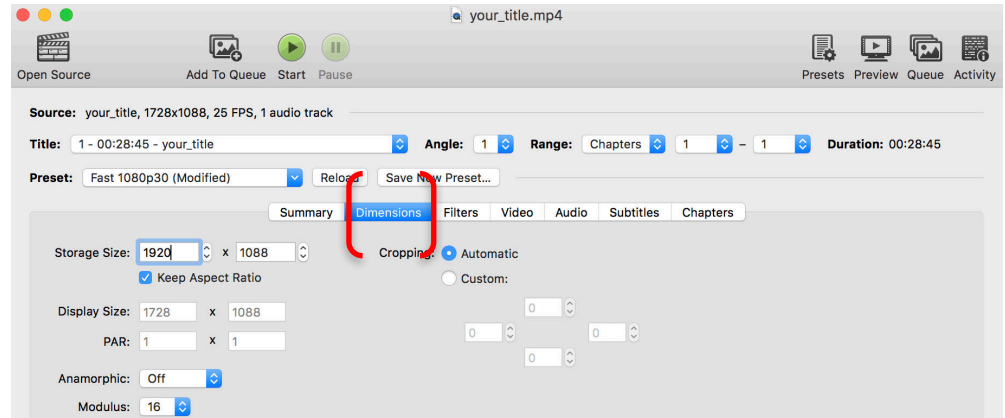 your_title.mp4
Open Source Add To Queue Start Pause Presets Preview Queue Activity
Source: your_title, 1728x1088, 25 FPS, 1 audio track
Title: 1 - 00:28:45 - your_title Angle: 1 Range: Chapters 1 – 1 Duration: 00:28:45
Preset: Fast 1080p30 (Modified) Reload Save New Preset...
Summary Dimensions Filters Video Audio Subtitles Chapters
Storage Size: 1920 x 1088 Cropping: Automatic
Keep Aspect Ratio Custom:
Display Size: 1728 x 1088 0
PAR: 1 x 1 0 0
0
Anamorphic: Off
Modulus: 16